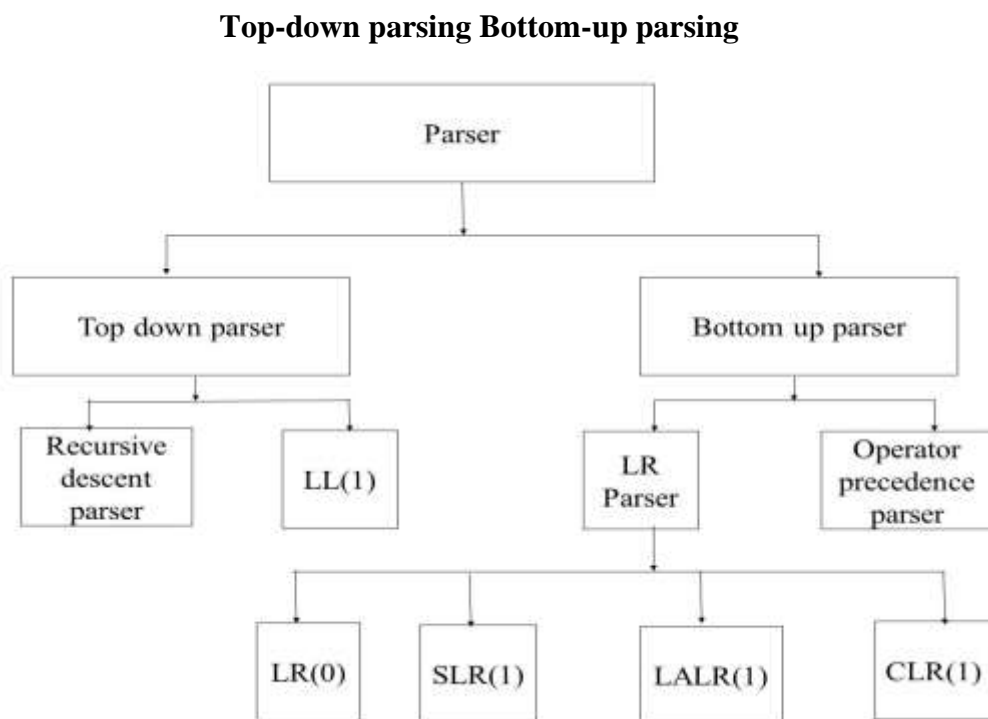 Top-down parsing Bottom-up parsing
Parser
Top down parser
Bottom up parser
Recursive
descent
parser
LL(1)
LR
Parser
Operator
precedence
parser
LR(0)
SLR(1)
LALR(1)
CLR(1)